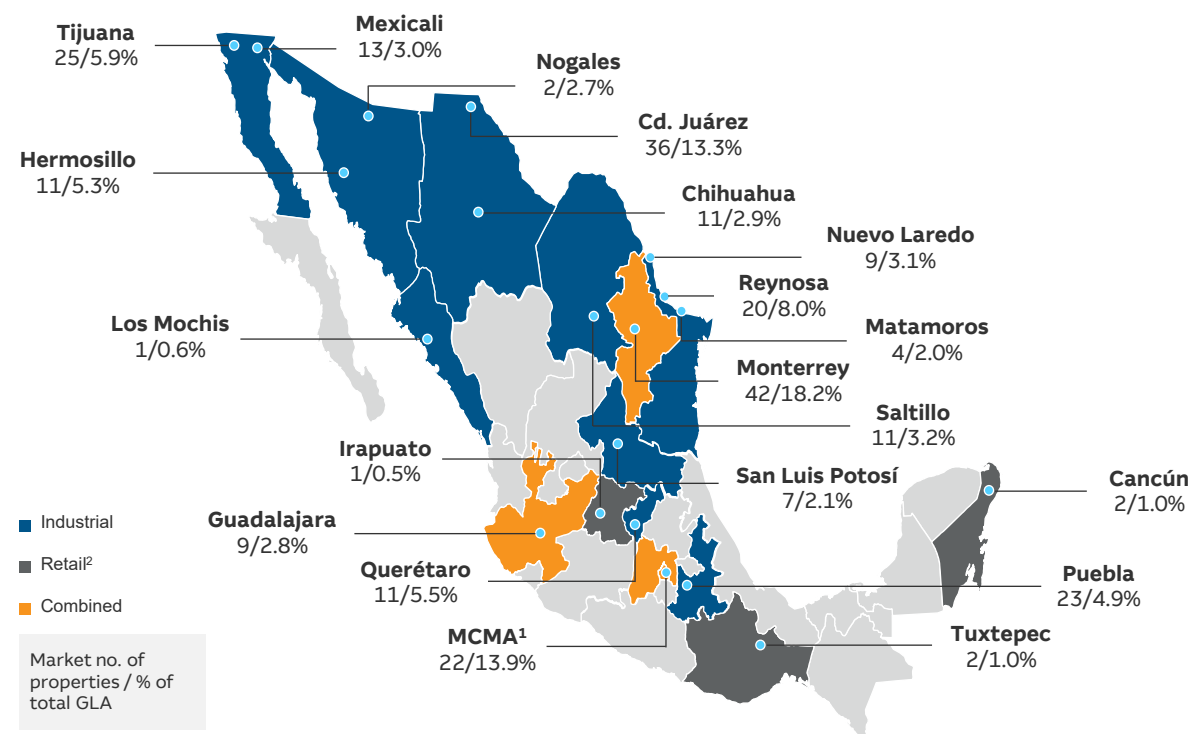 Tijuana
25/5.9%
Mexicali
13/3.0%
Nogales
2/2.7%
Cd. Juárez
36/13.3%
Hermosillo
11/5.3%
Chihuahua
11/2.9%
Nuevo Laredo
9/3.1%
Reynosa
20/8.0%
Los Mochis
1/0.6%
Matamoros
4/2.0%
Monterrey
42/18.2%
Saltillo
11/3.2%
Irapuato
1/0.5%
San Luis Potosí
7/2.1%
Cancún
2/1.0%
Guadalajara
9/2.8%
Querétaro
11/5.5%
Puebla
23/4.9%
MCMA¹
22/13.9%
Tuxtepec
2/1.0%
Industrial
Retail²
Combined
Market no. of
properties / % of
total GLA